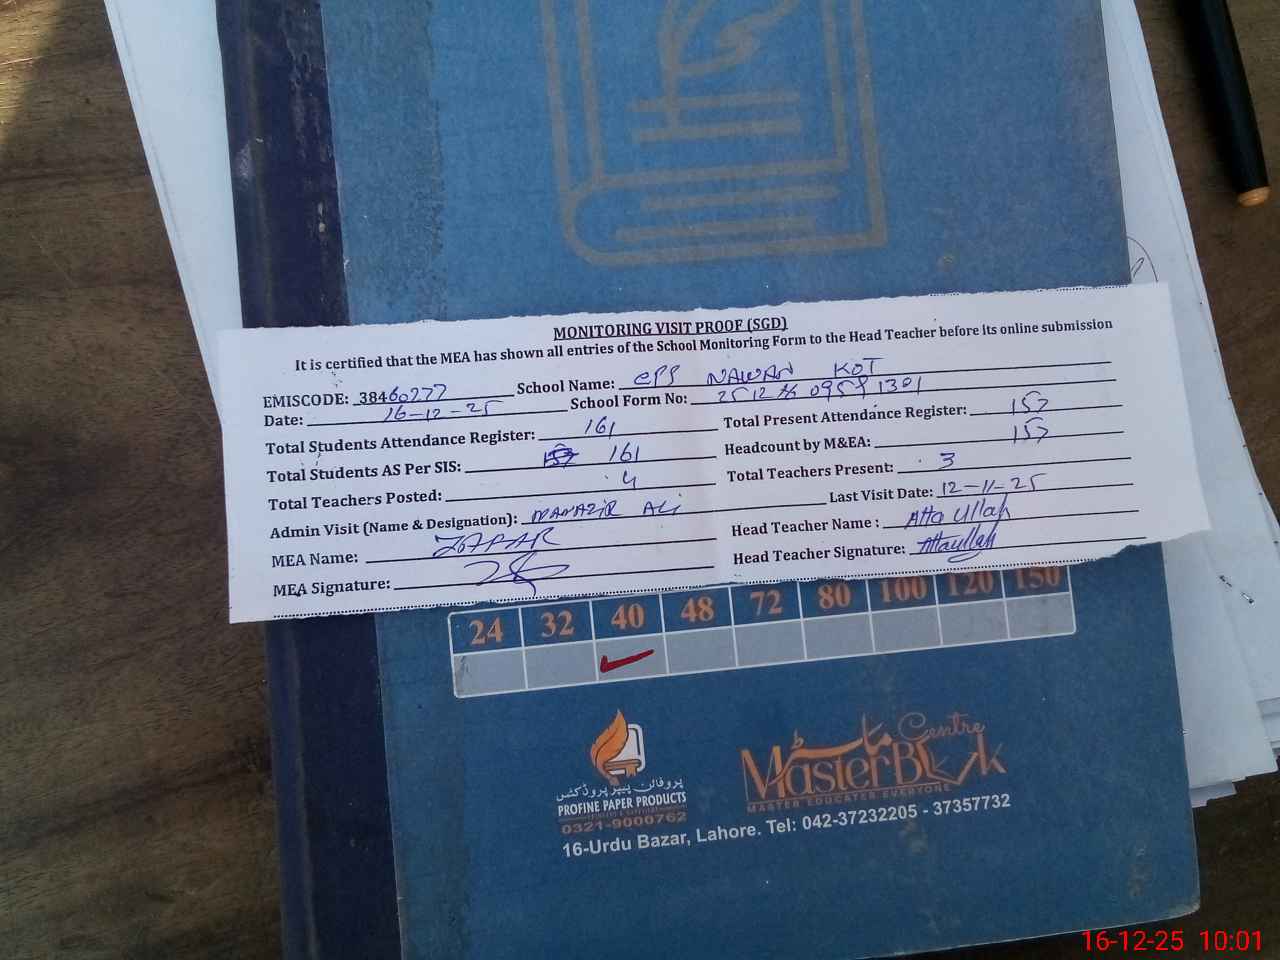 MONITORING VISIT PROOF (SGD)
It is certified that the MEA has shown all entries of the School Monitoring Form to the Head Teacher before its online submission
EMISCODE: 38460277 School Name: NAWAN KOT
Date: 16-12-25 School Form No:
Total Students Attendance Register: 161 Total Present Attendance Register: 157
Total Students AS Per SIS: 161 Headcount by M&EA: 157
Total Teachers Posted: 4 Total Teachers Present: 3
Admin Visit (Name & Designation): ALi Last Visit Date: 12-11-25
MEA Name: ZAFAR Head Teacher Name : Atta Ullah
MEA Signature: Head Teacher Signature: Attaullah
24 32 40 48 72 80 100 120 150
پروفائن پیپر پروڈکٹس
PROFINE PAPER PRODUCTS
0321-9000762
ماسٹر Centre
MasterBook
MASTER EDUCATES EVERYONE
16-Urdu Bazar, Lahore. Tel: 042-37232205 - 37357732
16-12-25 10:01